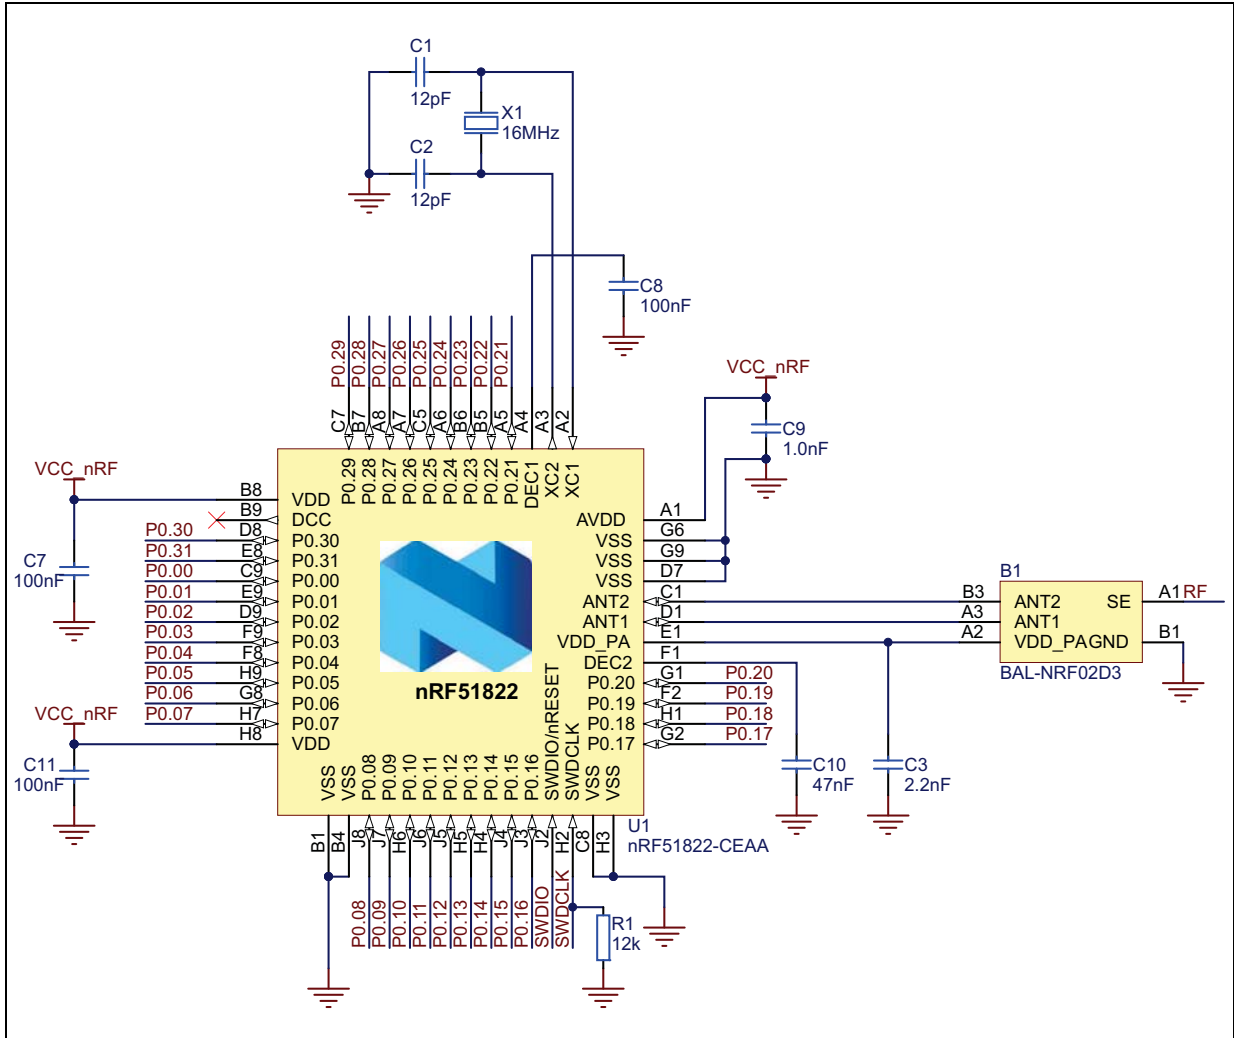 C1
12pF
X1
16MHz
C2
12pF
C8
100nF
P0.29
P0.28
P0.27
P0.26
P0.25
P0.24
P0.23
P0.22
P0.21
C7
B7
A8
A7
C5
A6
B6
B5
A5
A4
A3
A2
VCC_nRF
C9
1.0nF
P0.29
P0.28
P0.27
P0.26
P0.25
P0.24
P0.23
P0.22
P0.21
DEC1
XC2
XC1
VCC_nRF
C7
100nF
B8 VDD
B9 DCC
P0.30 D8 P0.30
P0.31 E8 P0.31
P0.00 C9 P0.00
P0.01 E9 P0.01
P0.02 D9 P0.02
P0.03 F9 P0.03
P0.04 F8 P0.04
P0.05 H9 P0.05
P0.06 G8 P0.06
P0.07 H7 P0.07
H8 VDD
VCC_nRF
C11
100nF
nRF51822
AVDD A1
VSS G6
VSS G9
VSS D7
ANT2 C1
ANT1 D1
VDD_PA E1
DEC2 F1
P0.20 G1 P0.20
P0.19 F2 P0.19
P0.18 H1 P0.18
P0.17 G2 P0.17
B1
B3 ANT2 SE A1 RF
A3 ANT1
A2 VDD_PAGND B1
BAL-NRF02D3
C10
47nF
C3
2.2nF
VSS
VSS
P0.08
P0.09
P0.10
P0.11
P0.12
P0.13
P0.14
P0.15
P0.16
SWDIO/nRESET
SWDCLK
VSS
VSS
U1
nRF51822-CEAA
B1
B4
J8
J7
H6
J6
J5
H5
H4
J4
J3
J2
H2
C8
H3
P0.08
P0.09
P0.10
P0.11
P0.12
P0.13
P0.14
P0.15
P0.16
SWDIO
SWDCLK
R1
12k